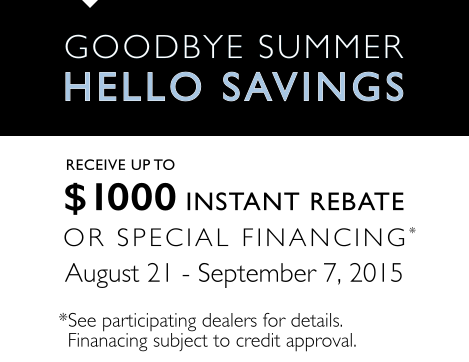 GOODBYE SUMMER
HELLO SAVINGS
RECEIVE UP TO
$1000 INSTANT REBATE
OR SPECIAL FINANCING*
August 21 - September 7, 2015
*See participating dealers for details.
Finanacing subject to credit approval.